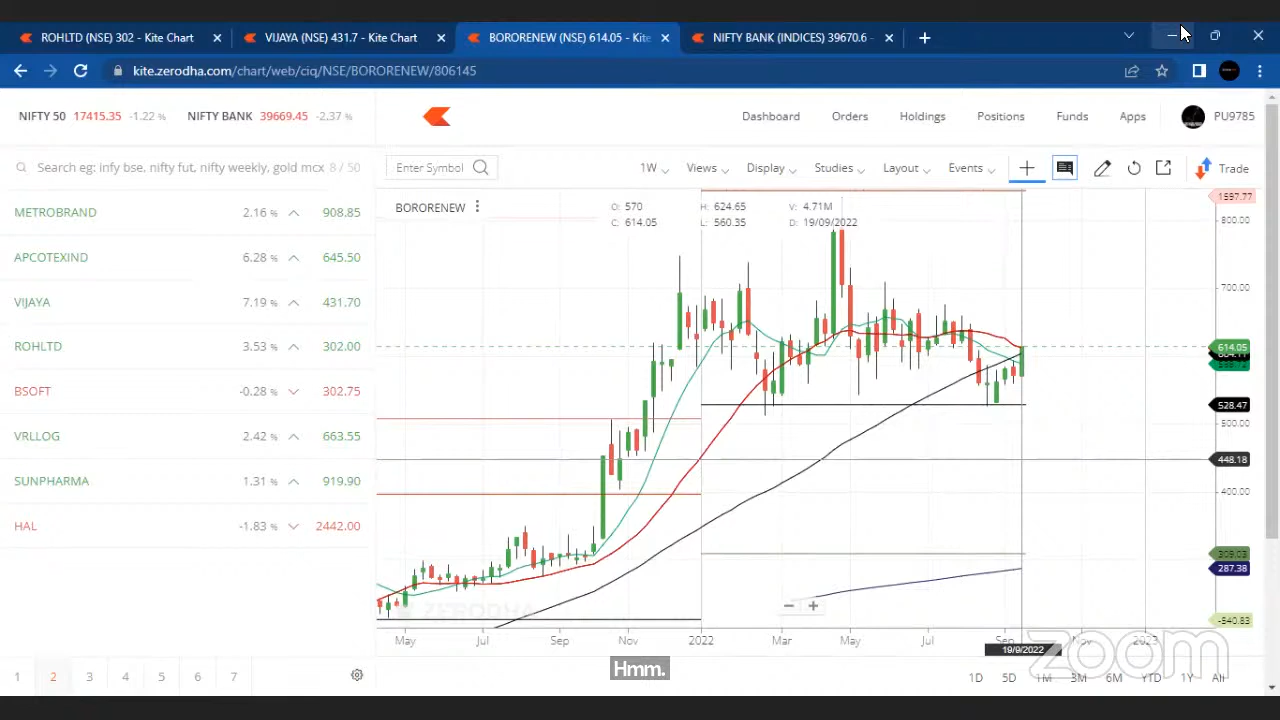 ROHLTD (NSE) 302 - Kite Chart
VIJAYA (NSE) 431.7 - Kite Chart
BORORENEW (NSE) 614.05 - Kite
NIFTY BANK (INDICES) 39670.6 -
kite.zerodha.com/chart/web/ciq/NSE/BORORENEW/806145
NIFTY 50 17415.35 -1.22 % NIFTY BANK 39669.45 -2.37 %
Dashboard Orders Holdings Positions Funds Apps PU9785
Search eg: infy bse, nifty fut, nifty weekly, gold mcx 8 / 50
Enter Symbol 1W Views Display Studies Layout Events Trade
METROBRAND 2.16 % 908.85
APCOTEXIND 6.28 % 645.50
VIJAYA 7.19 % 431.70
ROHLTD 3.53 % 302.00
BSOFT -0.28 % 302.75
VRLLOG 2.42 % 663.55
SUNPHARMA 1.31 % 919.90
HAL -1.83 % 2442.00
1 2 3 4 5 6 7
BORORENEW
O: 570 H: 624.65 V: 4.71M
C: 614.05 L: 560.35 D: 19/09/2022
1597.77
800.00
700.00
614.05
528.47
500.00
448.18
400.00
309.03
287.38
-540.83
ZERODHA
May Jul Sep Nov 2022 Mar May Jul Sep Nov 2023
19/9/2022
1D 5D 1M 3M 6M YTD 1Y All
zoom
Hmm.